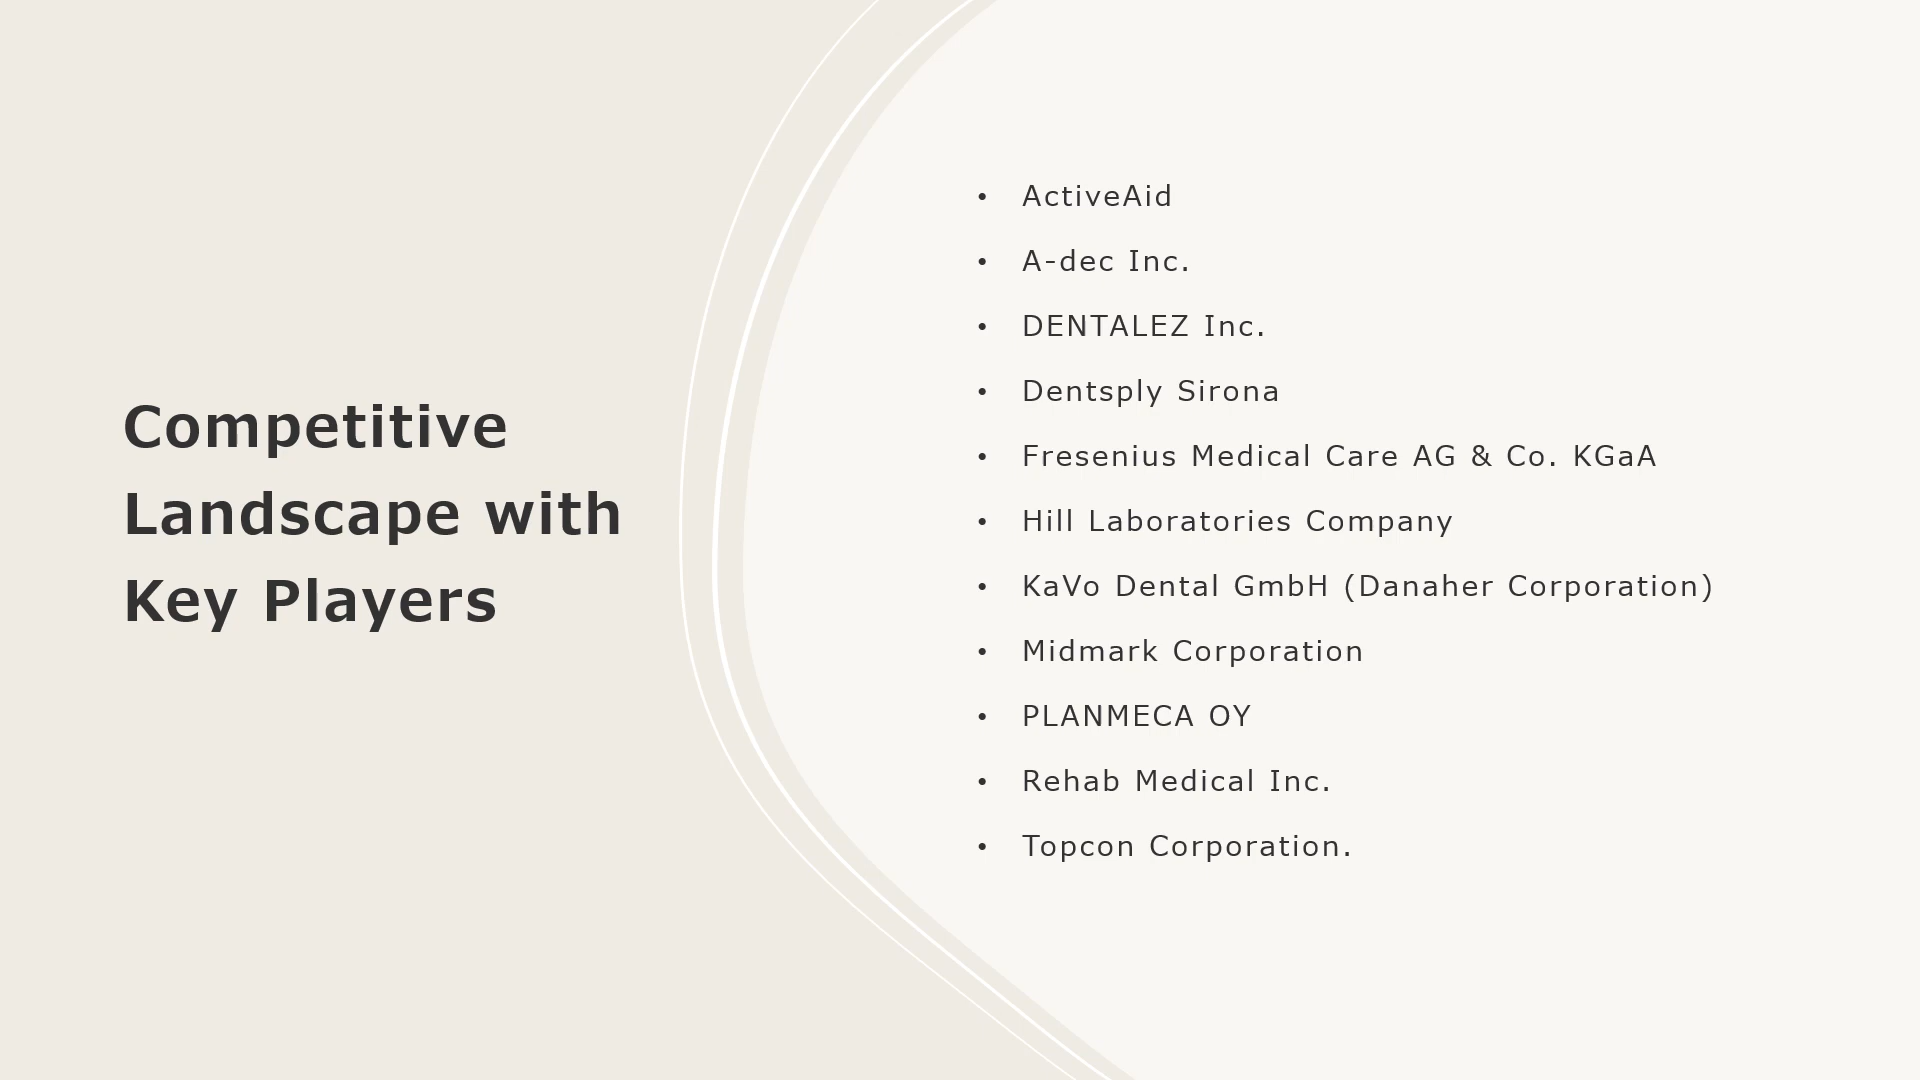 Competitive
Landscape with
Key Players
• ActiveAid
• A-dec Inc.
• DENTALEZ Inc.
• Dentsply Sirona
• Fresenius Medical Care AG & Co. KGaA
• Hill Laboratories Company
• KaVo Dental GmbH (Danaher Corporation)
• Midmark Corporation
• PLANMECA OY
• Rehab Medical Inc.
• Topcon Corporation.